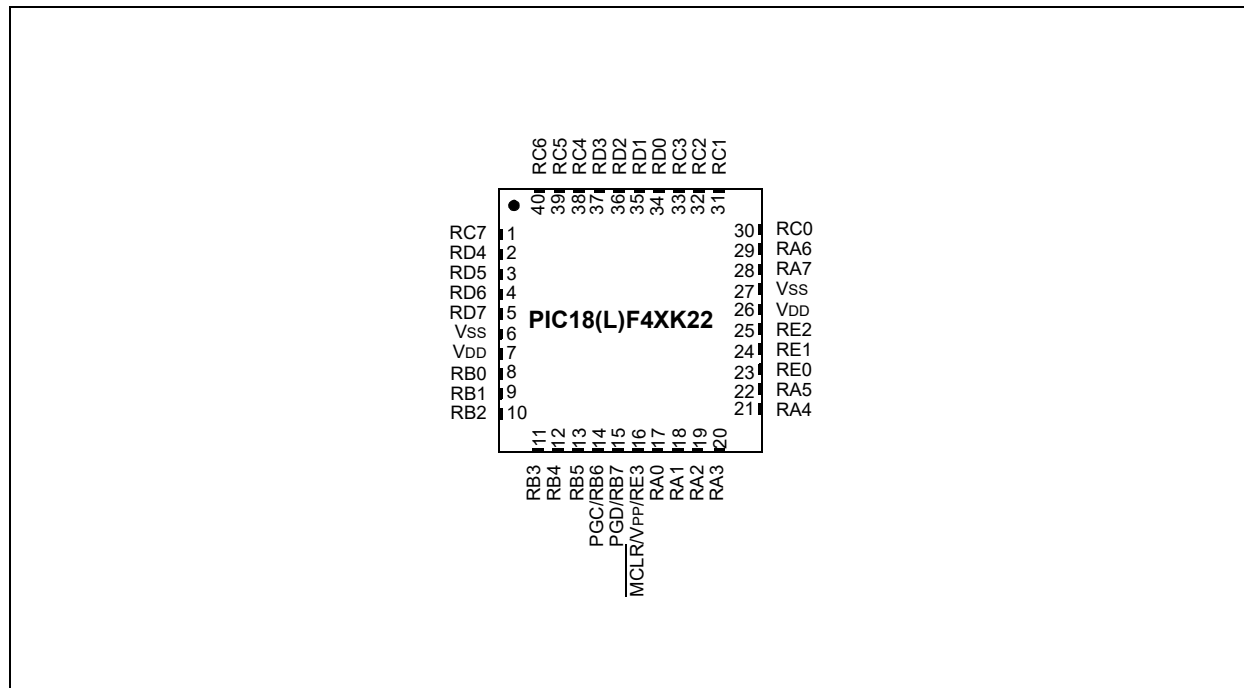 RC6
RC5
RC4
RD3
RD2
RD1
RD0
RC3
RC2
RC1
40
39
38
37
36
35
34
33
32
31
RC7 1
RD4 2
RD5 3
RD6 4
RD7 5
VSS 6
VDD 7
RB0 8
RB1 9
RB2 10
PIC18(L)F4XK22
30 RC0
29 RA6
28 RA7
27 VSS
26 VDD
25 RE2
24 RE1
23 RE0
22 RA5
21 RA4
11
12
13
14
15
16
17
18
19
20
RB3
RB4
RB5
PGC/RB6
PGD/RB7
MCLR/VPP/RE3
RA0
RA1
RA2
RA3